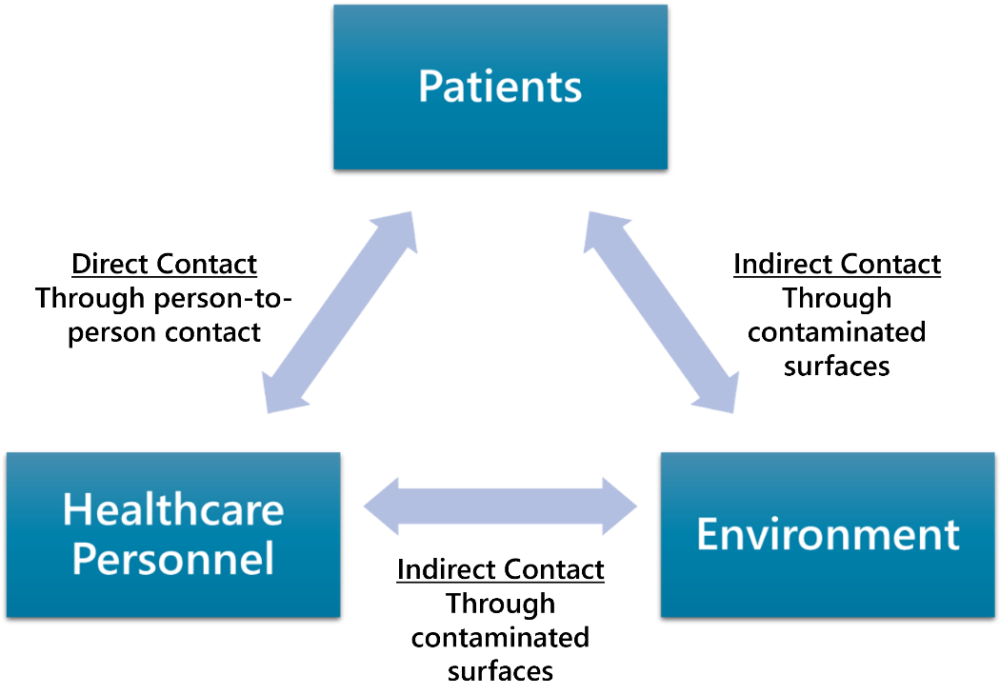 Patients
Direct Contact
Through person-to-
person contact
Indirect Contact
Through
contaminated
surfaces
Healthcare
Personnel
Environment
Indirect Contact
Through
contaminated
surfaces